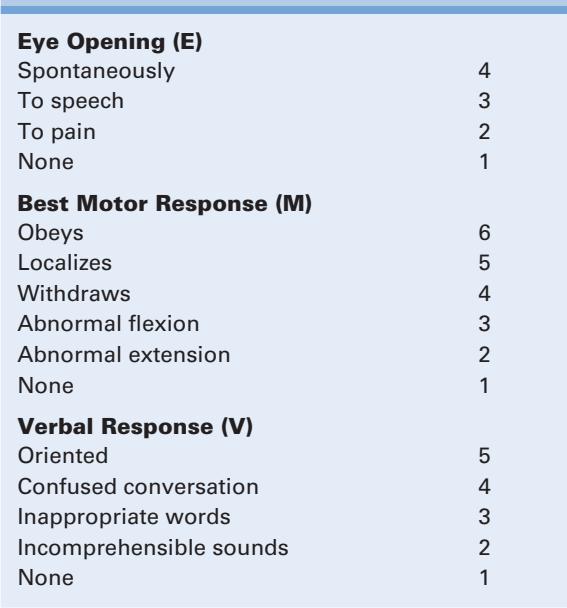 Eye Opening (E)
Spontaneously 4
To speech 3
To pain 2
None 1
Best Motor Response (M)
Obeys 6
Localizes 5
Withdraws 4
Abnormal flexion 3
Abnormal extension 2
None 1
Verbal Response (V)
Oriented 5
Confused conversation 4
Inappropriate words 3
Incomprehensible sounds 2
None 1